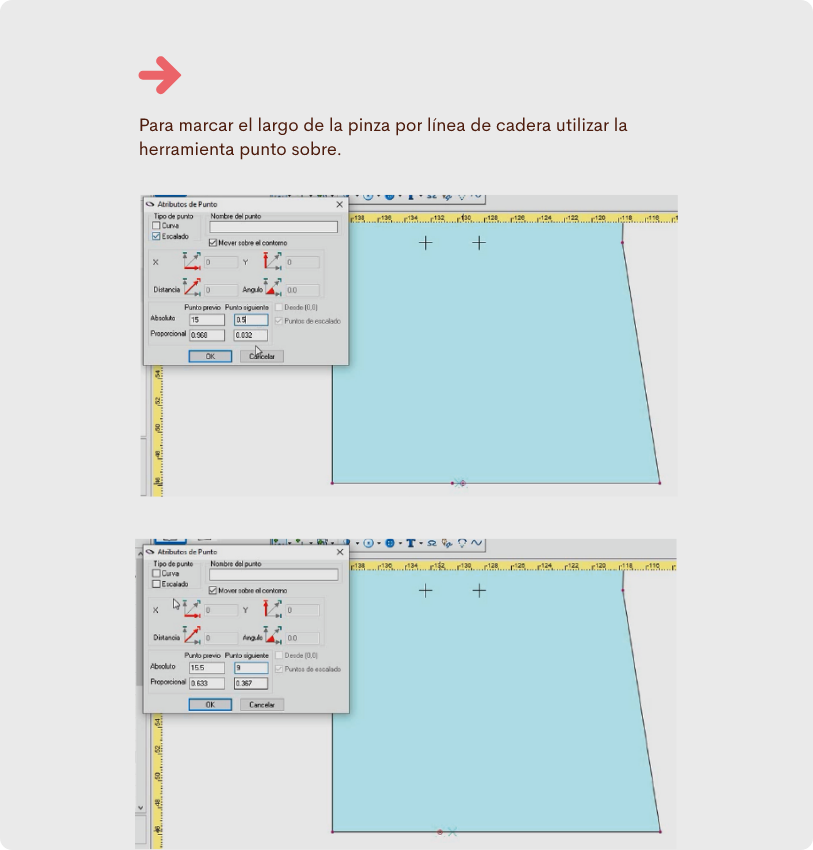 Para marcar el largo de la pinza por línea de cadera utilizar la
herramienta punto sobre.
Atributos de Punto
Tipo de punto Nombre del punto
Curva
Escalado
Mover sobre el contorno
X 0 Y 0
Distancia 0 Angulo 0.0
Punto previo Punto siguiente Desde (0,0)
Absoluto 15 0.5 Puntos de escalado
Proporcional 0.968 0.032
OK Cancelar
-138 -136 -134 -132 -130 -128 -126 -124 -122 -120 -118 -116
54
52
50
48
46
Atributos de Punto
Tipo de punto Nombre del punto
Curva
Escalado
Mover sobre el contorno
X 0 Y 0
Distancia 0 Angulo 0.0
Punto previo Punto siguiente Desde (0,0)
Absoluto 15.5 9 Puntos de escalado
Proporcional 0.633 0.367
OK Cancelar
-138 -136 -134 -132 -130 -128 -126 -124 -122 -120 -118 -116
54
52
50
48